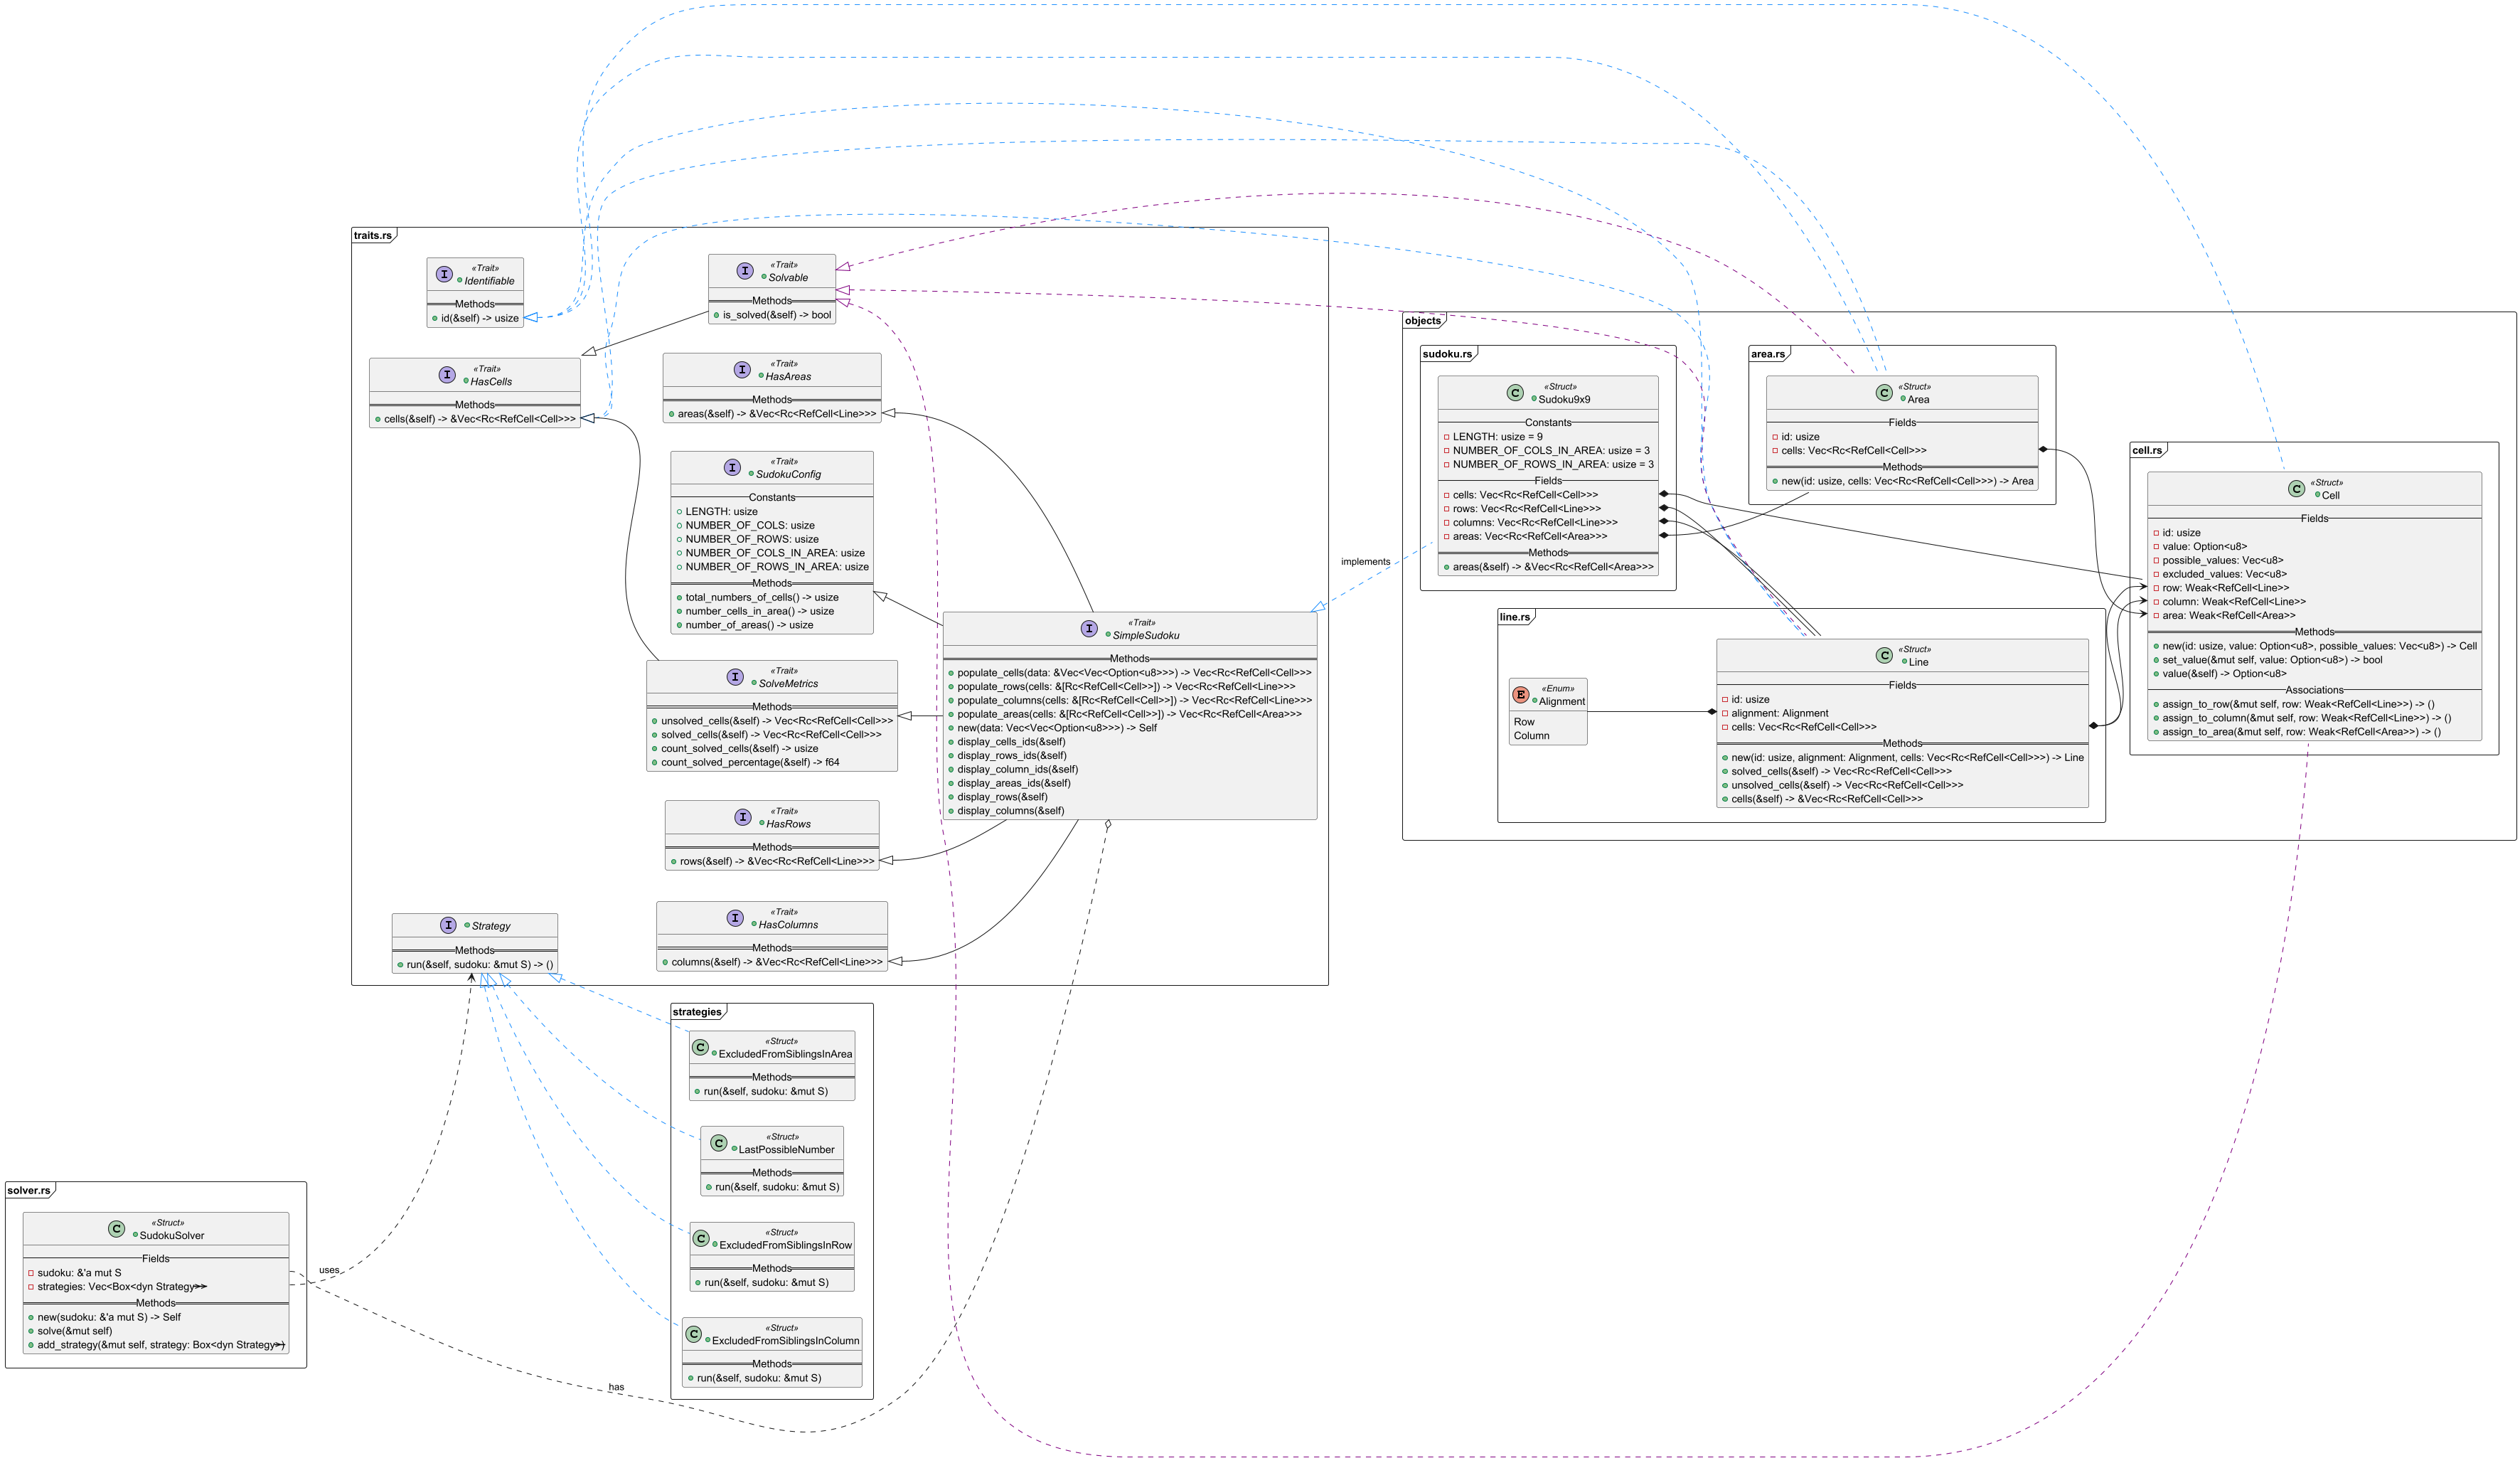 traits.rs
«Trait»
I
Identifiable
Methods
id(&self) -> usize
«Trait»
I
Solvable
Methods
is_solved(&self) -> bool
«Trait»
I
HasCells
Methods
cells(&self) -> &Vec<Rc<RefCell<Cell>>>
«Trait»
I
HasAreas
Methods
areas(&self) -> &Vec<Rc<RefCell<Line>>>
«Trait»
I
SudokuConfig
Constants
LENGTH: usize
NUMBER_OF_COLS: usize
NUMBER_OF_ROWS: usize
NUMBER_OF_COLS_IN_AREA: usize
NUMBER_OF_ROWS_IN_AREA: usize
Methods
total_numbers_of_cells() -> usize
number_cells_in_area() -> usize
number_of_areas() -> usize
«Trait»
I
SolveMetrics
Methods
unsolved_cells(&self) -> Vec<Rc<RefCell<Cell>>>
solved_cells(&self) -> Vec<Rc<RefCell<Cell>>>
count_solved_cells(&self) -> usize
count_solved_percentage(&self) -> f64
«Trait»
I
HasRows
Methods
rows(&self) -> &Vec<Rc<RefCell<Line>>>
«Trait»
I
HasColumns
Methods
columns(&self) -> &Vec<Rc<RefCell<Line>>>
«Trait»
I
SimpleSudoku
Methods
populate_cells(data: &Vec<Vec<Option<u8>>>) -> Vec<Rc<RefCell<Cell>>>
populate_rows(cells: &[Rc<RefCell<Cell>>]) -> Vec<Rc<RefCell<Line>>>
populate_columns(cells: &[Rc<RefCell<Cell>>]) -> Vec<Rc<RefCell<Line>>>
populate_areas(cells: &[Rc<RefCell<Cell>>]) -> Vec<Rc<RefCell<Area>>>
new(data: Vec<Vec<Option<u8>>>) -> Self
display_cells_ids(&self)
display_rows_ids(&self)
display_column_ids(&self)
display_areas_ids(&self)
display_rows(&self)
display_columns(&self)
I
Strategy
Methods
run(&self, sudoku: &mut S) -> ()
implements
objects
sudoku.rs
«Struct»
C
Sudoku9x9
Constants
LENGTH: usize = 9
NUMBER_OF_COLS_IN_AREA: usize = 3
NUMBER_OF_ROWS_IN_AREA: usize = 3
Fields
cells: Vec<Rc<RefCell<Cell>>>
rows: Vec<Rc<RefCell<Line>>>
columns: Vec<Rc<RefCell<Line>>>
areas: Vec<Rc<RefCell<Area>>>
Methods
areas(&self) -> &Vec<Rc<RefCell<Area>>>
area.rs
«Struct»
C
Area
Fields
id: usize
cells: Vec<Rc<RefCell<Cell>>>
Methods
new(id: usize, cells: Vec<Rc<RefCell<Cell>>>) -> Area
cell.rs
«Struct»
C
Cell
Fields
id: usize
value: Option<u8>
possible_values: Vec<u8>
excluded_values: Vec<u8>
row: Weak<RefCell<Line>>
column: Weak<RefCell<Line>>
area: Weak<RefCell<Area>>
Methods
new(id: usize, value: Option<u8>, possible_values: Vec<u8>) -> Cell
set_value(&mut self, value: Option<u8>) -> bool
value(&self) -> Option<u8>
Associations
assign_to_row(&mut self, row: Weak<RefCell<Line>>) -> ()
assign_to_column(&mut self, row: Weak<RefCell<Line>>) -> ()
assign_to_area(&mut self, row: Weak<RefCell<Area>>) -> ()
line.rs
«Enum»
E
Alignment
Row
Column
«Struct»
C
Line
Fields
id: usize
alignment: Alignment
cells: Vec<Rc<RefCell<Cell>>>
Methods
new(id: usize, alignment: Alignment, cells: Vec<Rc<RefCell<Cell>>>) -> Line
solved_cells(&self) -> Vec<Rc<RefCell<Cell>>>
unsolved_cells(&self) -> Vec<Rc<RefCell<Cell>>>
cells(&self) -> &Vec<Rc<RefCell<Cell>>>
strategies
«Struct»
C
ExcludedFromSiblingsInArea
Methods
run(&self, sudoku: &mut S)
«Struct»
C
LastPossibleNumber
Methods
run(&self, sudoku: &mut S)
«Struct»
C
ExcludedFromSiblingsInRow
Methods
run(&self, sudoku: &mut S)
«Struct»
C
ExcludedFromSiblingsInColumn
Methods
run(&self, sudoku: &mut S)
solver.rs
«Struct»
C
SudokuSolver
Fields
sudoku: &'a mut S
strategies: Vec<Box<dyn Strategy>>
Methods
new(sudoku: &'a mut S) -> Self
solve(&mut self)
add_strategy(&mut self, strategy: Box<dyn Strategy>)
uses
has